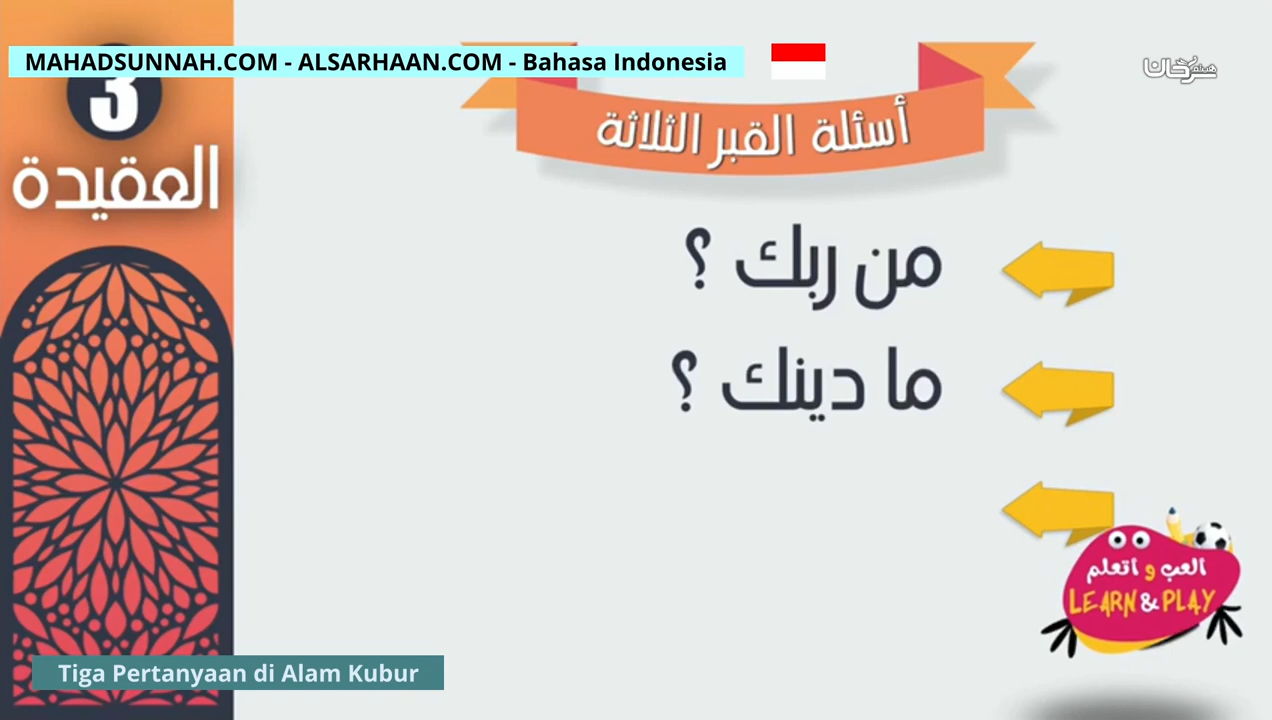 MAHADSUNNAH.COM - ALSARHAAN.COM - Bahasa Indonesia
3
العقيدة
أسئلة القبر الثلاثة
من ربك ؟
ما دينك ؟
العب و اتعلم
LEARN & PLAY
Tiga Pertanyaan di Alam Kubur